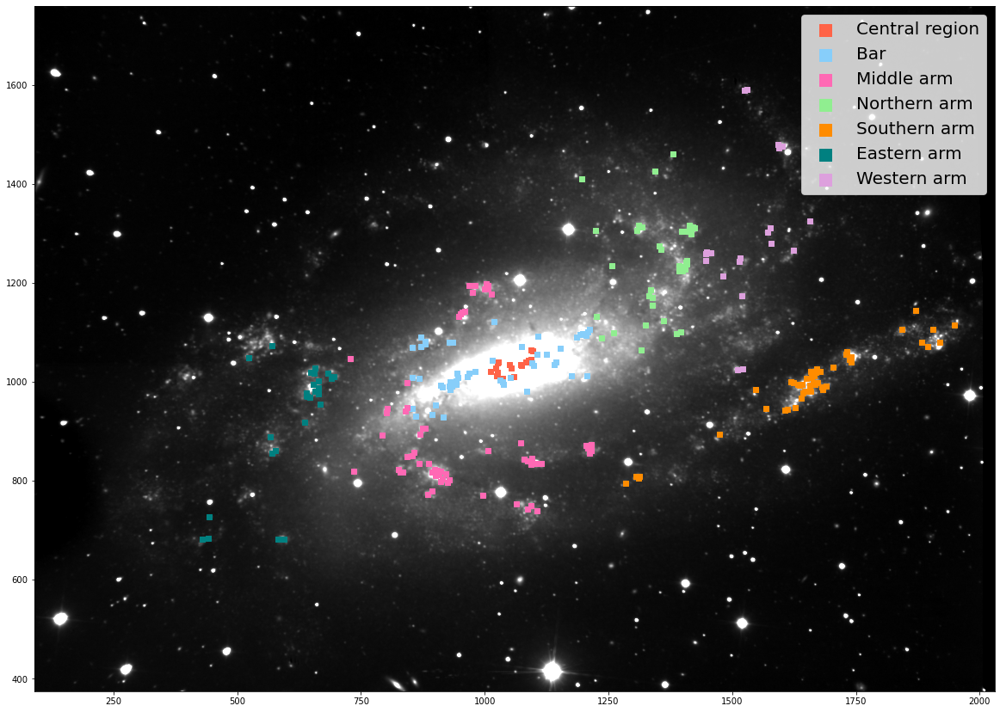 Central region
Bar
Middle arm
Northern arm
Southern arm
Eastern arm
Western arm
1600
1400
1200
1000
800
600
400
250 500 750 1000 1250 1500 1750 2000